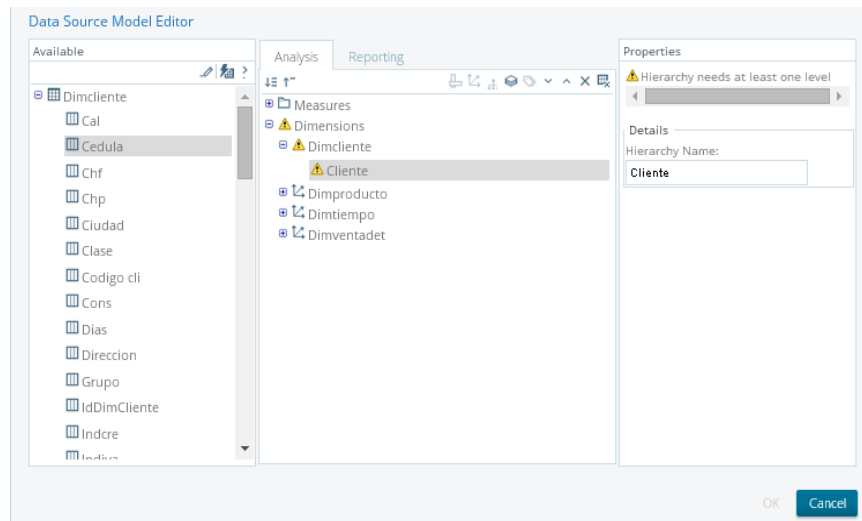 Data Source Model Editor
Available
Dimcliente
Cal
Cedula
Chf
Chp
Ciudad
Clase
Codigo cli
Cons
Dias
Direccion
Grupo
IdDimCliente
Indcre
Analysis
Reporting
Measures
Dimensions
Dimcliente
Cliente
Dimproducto
Dimtiempo
Dimventadet
Properties
Hierarchy needs at least one level
Details
Hierarchy Name:
Cliente
OK
Cancel